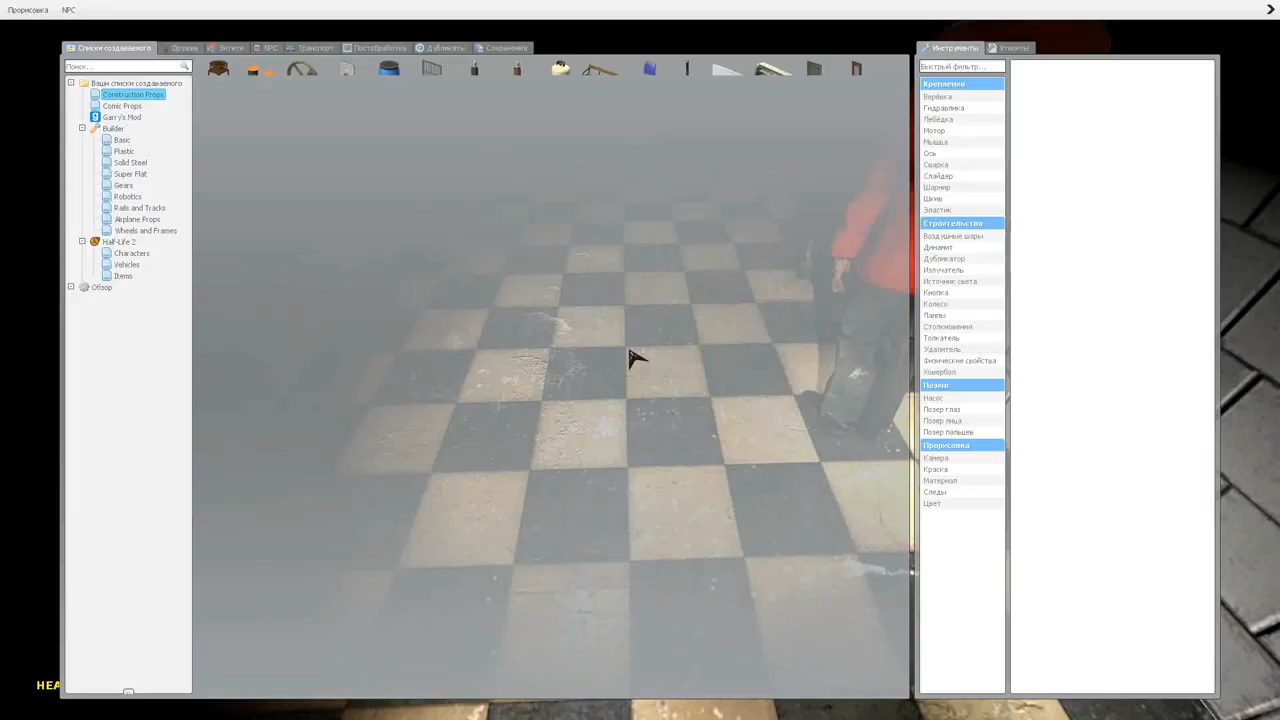 Прорисовка
NPC
Списки создаваемого
Оружие
Энтити
NPC
Транспорт
Постобработка
Дубликаты
Сохранения
Поиск...
Ваши списки создаваемого
Construction Props
Comic Props
Garry's Mod
Builder
Basic
Plastic
Solid Steel
Super Flat
Gears
Robotics
Rails and Tracks
Airplane Props
Wheels and Frames
Half-Life 2
Characters
Vehicles
Items
Обзор
Инструменты
Утилиты
Быстрый фильтр...
Крепления
Верёвка
Гидравлика
Лебёдка
Мотор
Мышца
Ось
Сварка
Слайдер
Шарнир
Шкив
Эластик
Строительство
Воздушные шары
Динамит
Дубликатор
Излучатель
Источник света
Кнопка
Колесо
Лампы
Столкновения
Толкатель
Удалитель
Физические свойства
Ховербол
Позинг
Насос
Позер глаз
Позер лица
Позер пальцев
Прорисовка
Камера
Краска
Материал
Следы
Цвет
HEA